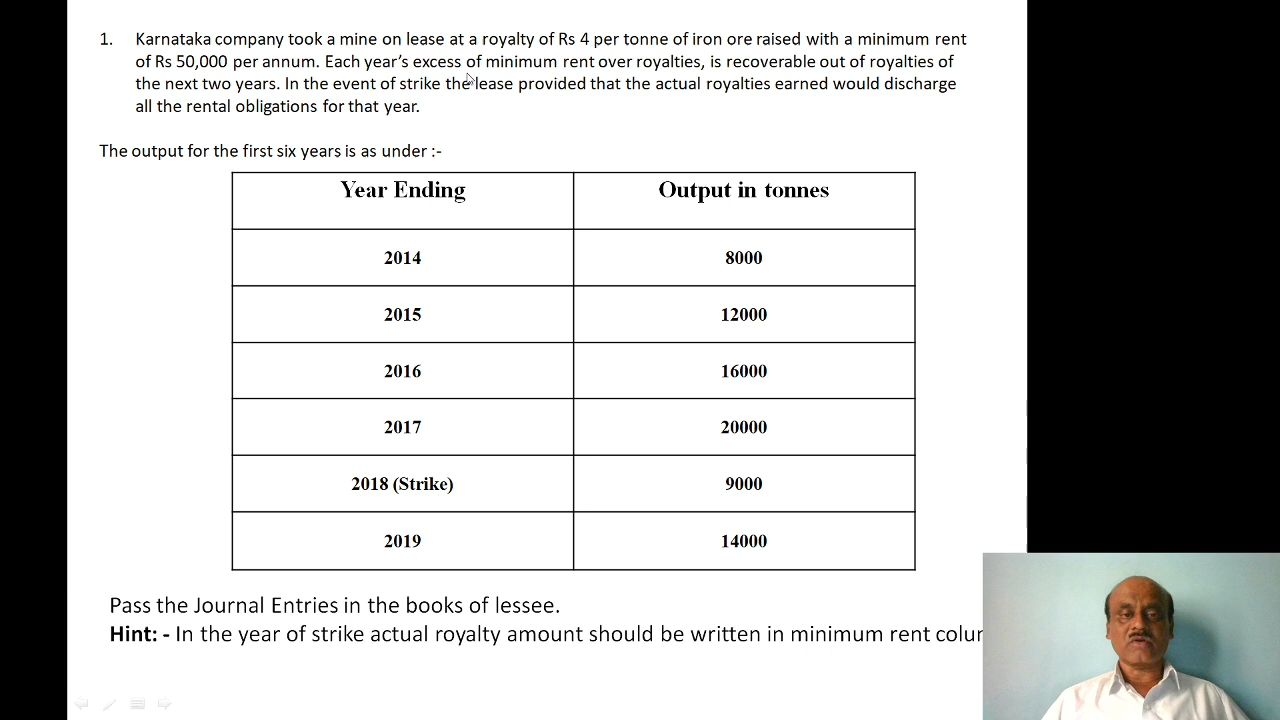 1. Karnataka company took a mine on lease at a royalty of Rs 4 per tonne of iron ore raised with a minimum rent
of Rs 50,000 per annum. Each year's excess of minimum rent over royalties, is recoverable out of royalties of
the next two years. In the event of strike the lease provided that the actual royalties earned would discharge
all the rental obligations for that year.
The output for the first six years is as under :-
Year Ending Output in tonnes
2014 8000
2015 12000
2016 16000
2017 20000
2018 (Strike) 9000
2019 14000
Pass the Journal Entries in the books of lessee.
Hint: - In the year of strike actual royalty amount should be written in minimum rent